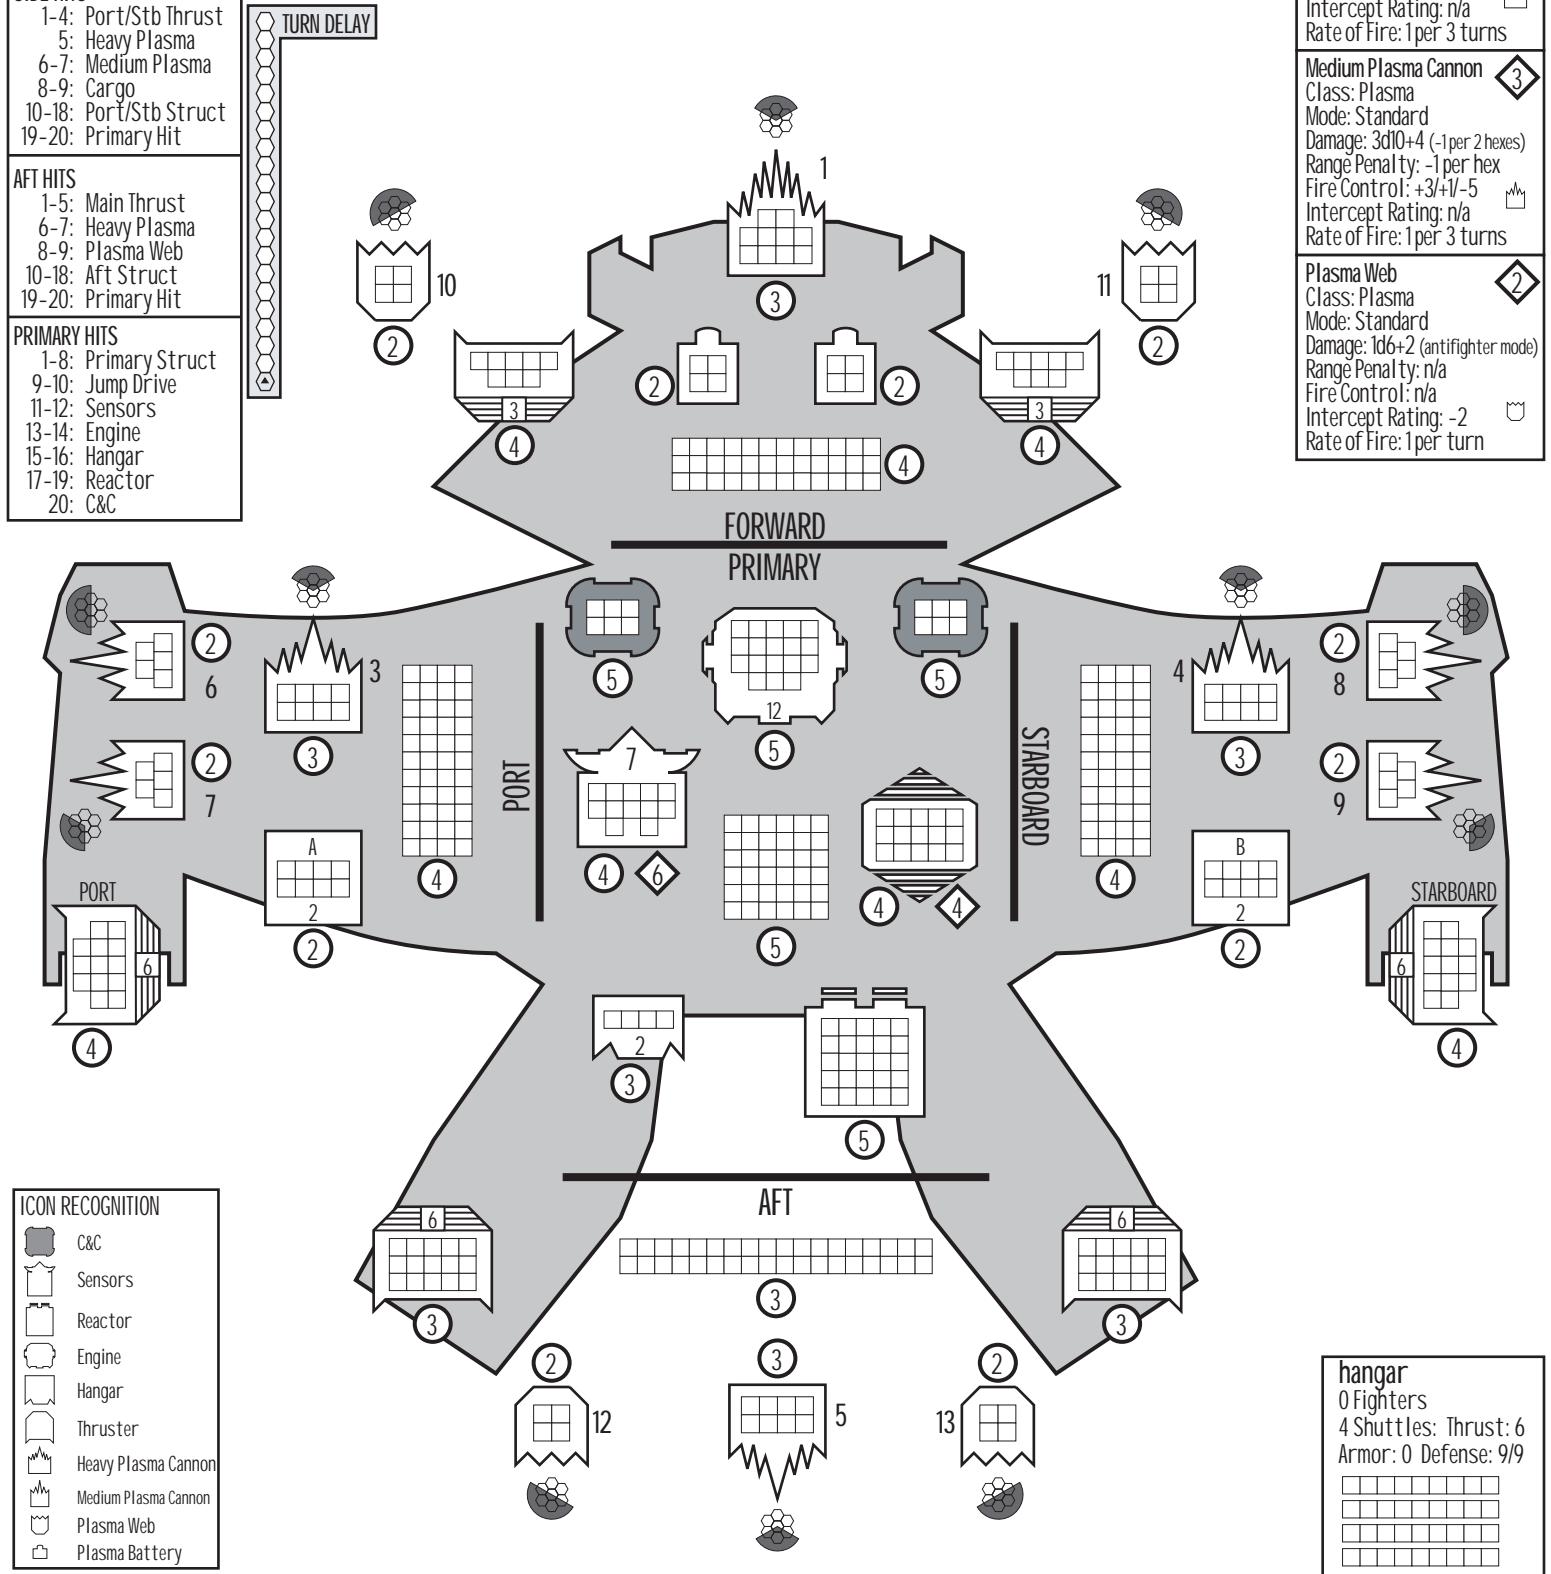 1-4: Port/Stb Thrust
5: Heavy Plasma
6-7: Medium Plasma
8-9: Cargo
10-18: Port/Stb Struct
19-20: Primary Hit
AFT HITS
1-5: Main Thrust
6-7: Heavy Plasma
8-9: Plasma Web
10-18: Aft Struct
19-20: Primary Hit
PRIMARY HITS
1-8: Primary Struct
9-10: Jump Drive
11-12: Sensors
13-14: Engine
15-16: Hangar
17-19: Reactor
20: C&C
TURN DELAY
Intercept Rating: n/a
Rate of Fire: 1 per 3 turns
Medium Plasma Cannon
3
Class: Plasma
Mode: Standard
Damage: 3d10+4 (-1 per 2 hexes)
Range Penalty: -1 per hex
Fire Control: +3/+1/-5
Intercept Rating: n/a
Rate of Fire: 1 per 3 turns
Plasma Web
2
Class: Plasma
Mode: Standard
Damage: 1d6+2 (antifighter mode)
Range Penalty: n/a
Fire Control: n/a
Intercept Rating: -2
Rate of Fire: 1 per turn
1
10
11
3
2
2
2
2
3
3
4
4
4
FORWARD
PRIMARY
2
6
3
4
2
8
5
5
12
5
2
7
3
PORT
7
STARBOARD
3
2
9
A
2
4
4
6
5
4
4
4
B
2
PORT
6
4
2
2
STARBOARD
6
4
2
3
5
AFT
6
6
3
3
3
2
12
3
5
2
13
ICON RECOGNITION
C&C
Sensors
Reactor
Engine
Hangar
Thruster
Heavy Plasma Cannon
Medium Plasma Cannon
Plasma Web
Plasma Battery
hangar
0 Fighters
4 Shuttles: Thrust: 6
Armor: 0 Defense: 9/9